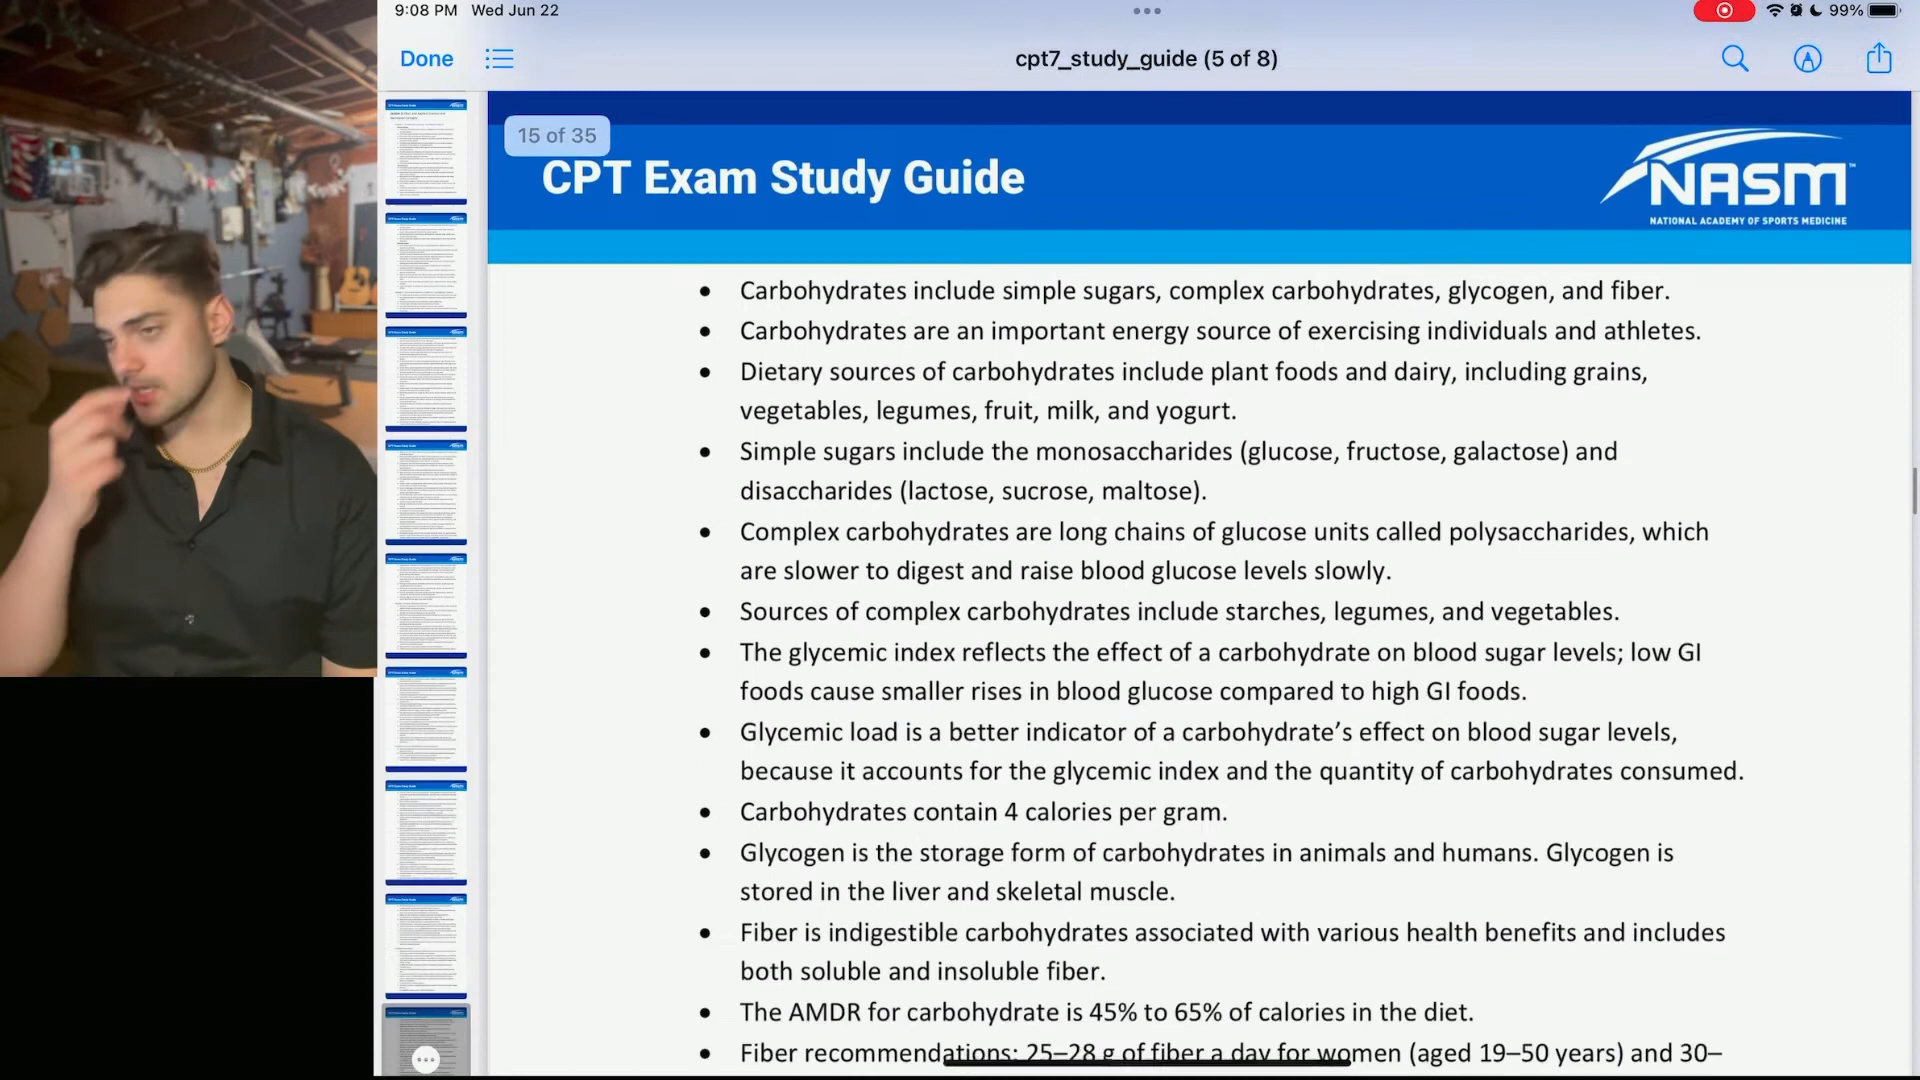 9:08 PM Wed Jun 22
99%
Done
cpt7_study_guide (5 of 8)
15 of 35
CPT Exam Study Guide
NASM™
NATIONAL ACADEMY OF SPORTS MEDICINE
• Carbohydrates include simple sugars, complex carbohydrates, glycogen, and fiber.
• Carbohydrates are an important energy source of exercising individuals and athletes.
• Dietary sources of carbohydrates include plant foods and dairy, including grains,
vegetables, legumes, fruit, milk, and yogurt.
• Simple sugars include the monosaccharides (glucose, fructose, galactose) and
disaccharides (lactose, sucrose, maltose).
• Complex carbohydrates are long chains of glucose units called polysaccharides, which
are slower to digest and raise blood glucose levels slowly.
• Sources of complex carbohydrates include starches, legumes, and vegetables.
• The glycemic index reflects the effect of a carbohydrate on blood sugar levels; low GI
foods cause smaller rises in blood glucose compared to high GI foods.
• Glycemic load is a better indicator of a carbohydrate’s effect on blood sugar levels,
because it accounts for the glycemic index and the quantity of carbohydrates consumed.
• Carbohydrates contain 4 calories per gram.
• Glycogen is the storage form of carbohydrates in animals and humans. Glycogen is
stored in the liver and skeletal muscle.
• Fiber is indigestible carbohydrates associated with various health benefits and includes
both soluble and insoluble fiber.
• The AMDR for carbohydrate is 45% to 65% of calories in the diet.
• Fiber recommendations: 25–28 g of fiber a day for women (aged 19–50 years) and 30–